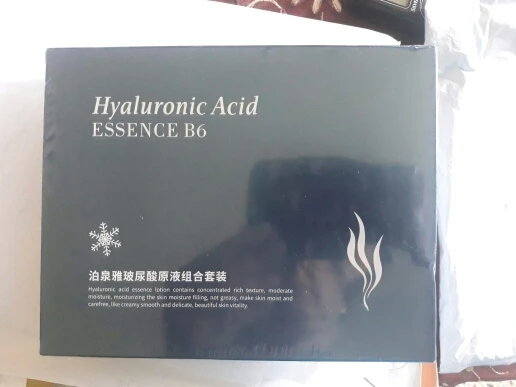 Hyaluronic Acid
ESSENCE B6
泊泉雅玻尿酸原液组合套装
Hyaluronic acid essence lotion contains concentrated rich texture, moderate
moisture, moisturizing the skin moisture filling, not greasy, make skin moist and
carefree, like creamy smooth and delicate, beautiful skin vitality.